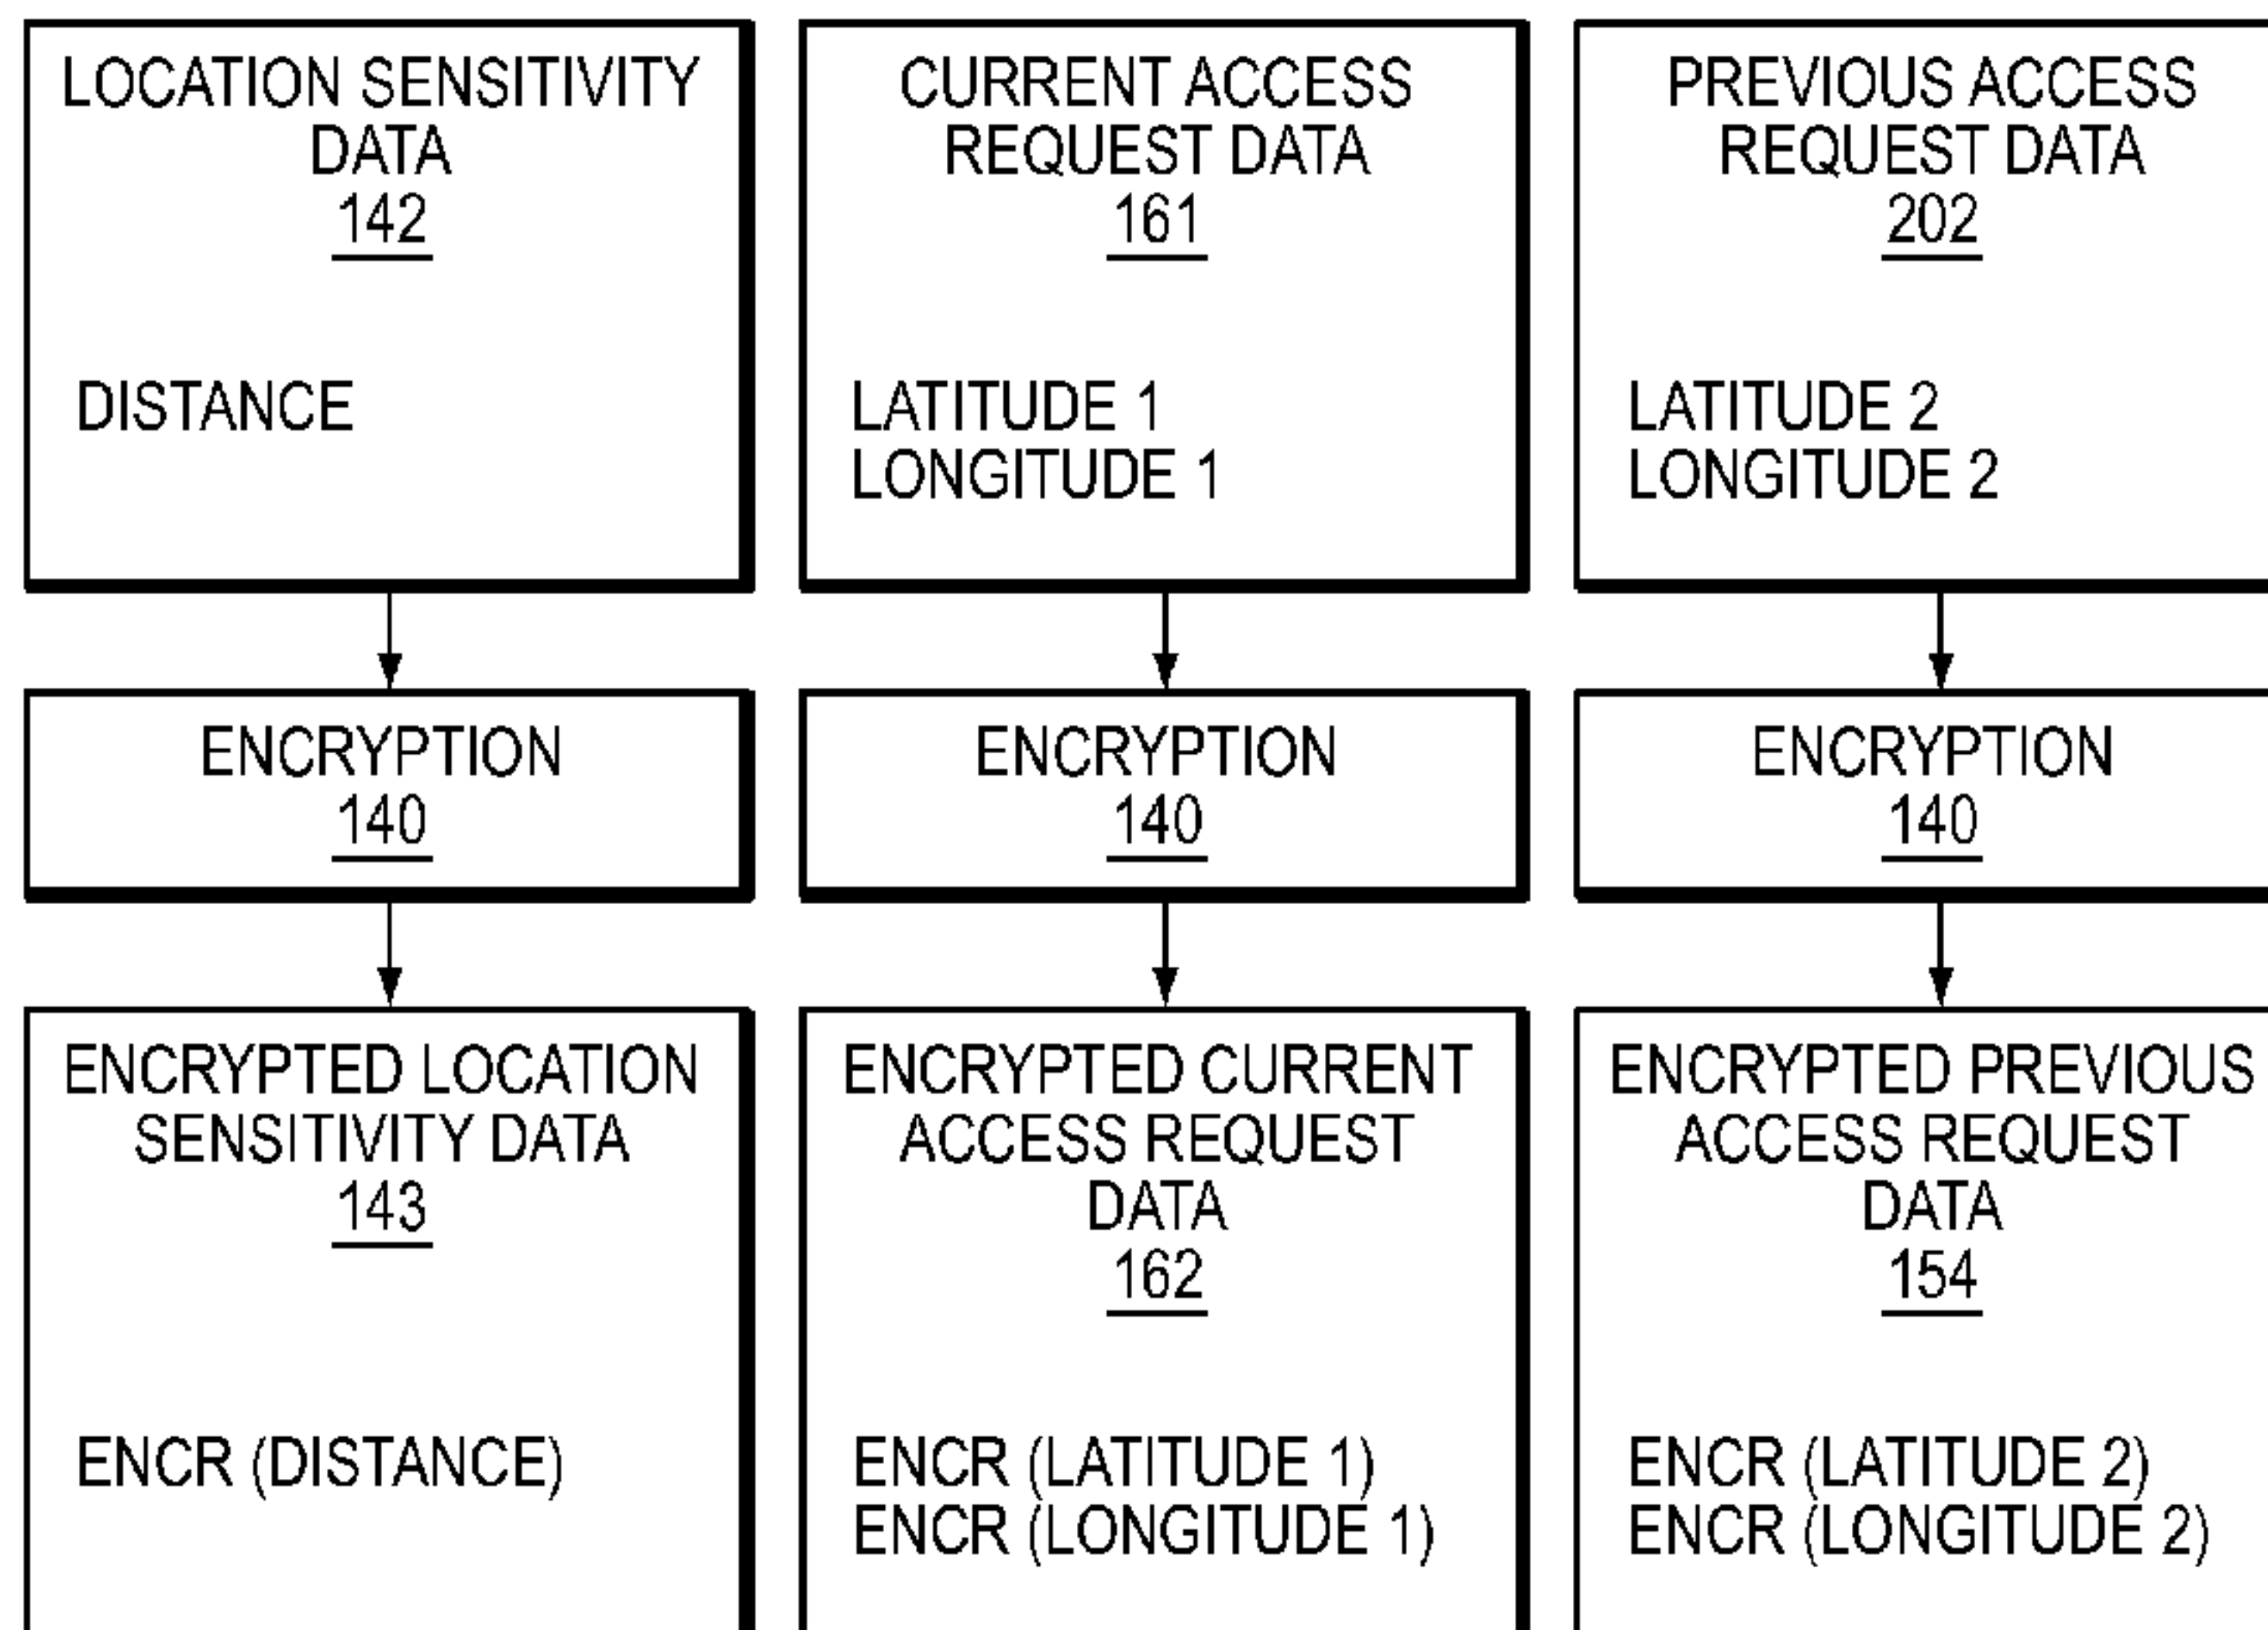 LOCATION SENSITIVITY
DATA
142
DISTANCE
CURRENT ACCESS
REQUEST DATA
161
LATITUDE 1
LONGITUDE 1
PREVIOUS ACCESS
REQUEST DATA
202
LATITUDE 2
LONGITUDE 2
ENCRYPTION
140
ENCRYPTION
140
ENCRYPTION
140
ENCRYPTED LOCATION
SENSITIVITY DATA
143
ENCR (DISTANCE)
ENCRYPTED CURRENT
ACCESS REQUEST
DATA
162
ENCR (LATITUDE 1)
ENCR (LONGITUDE 1)
ENCRYPTED PREVIOUS
ACCESS REQUEST
DATA
154
ENCR (LATITUDE 2)
ENCR (LONGITUDE 2)